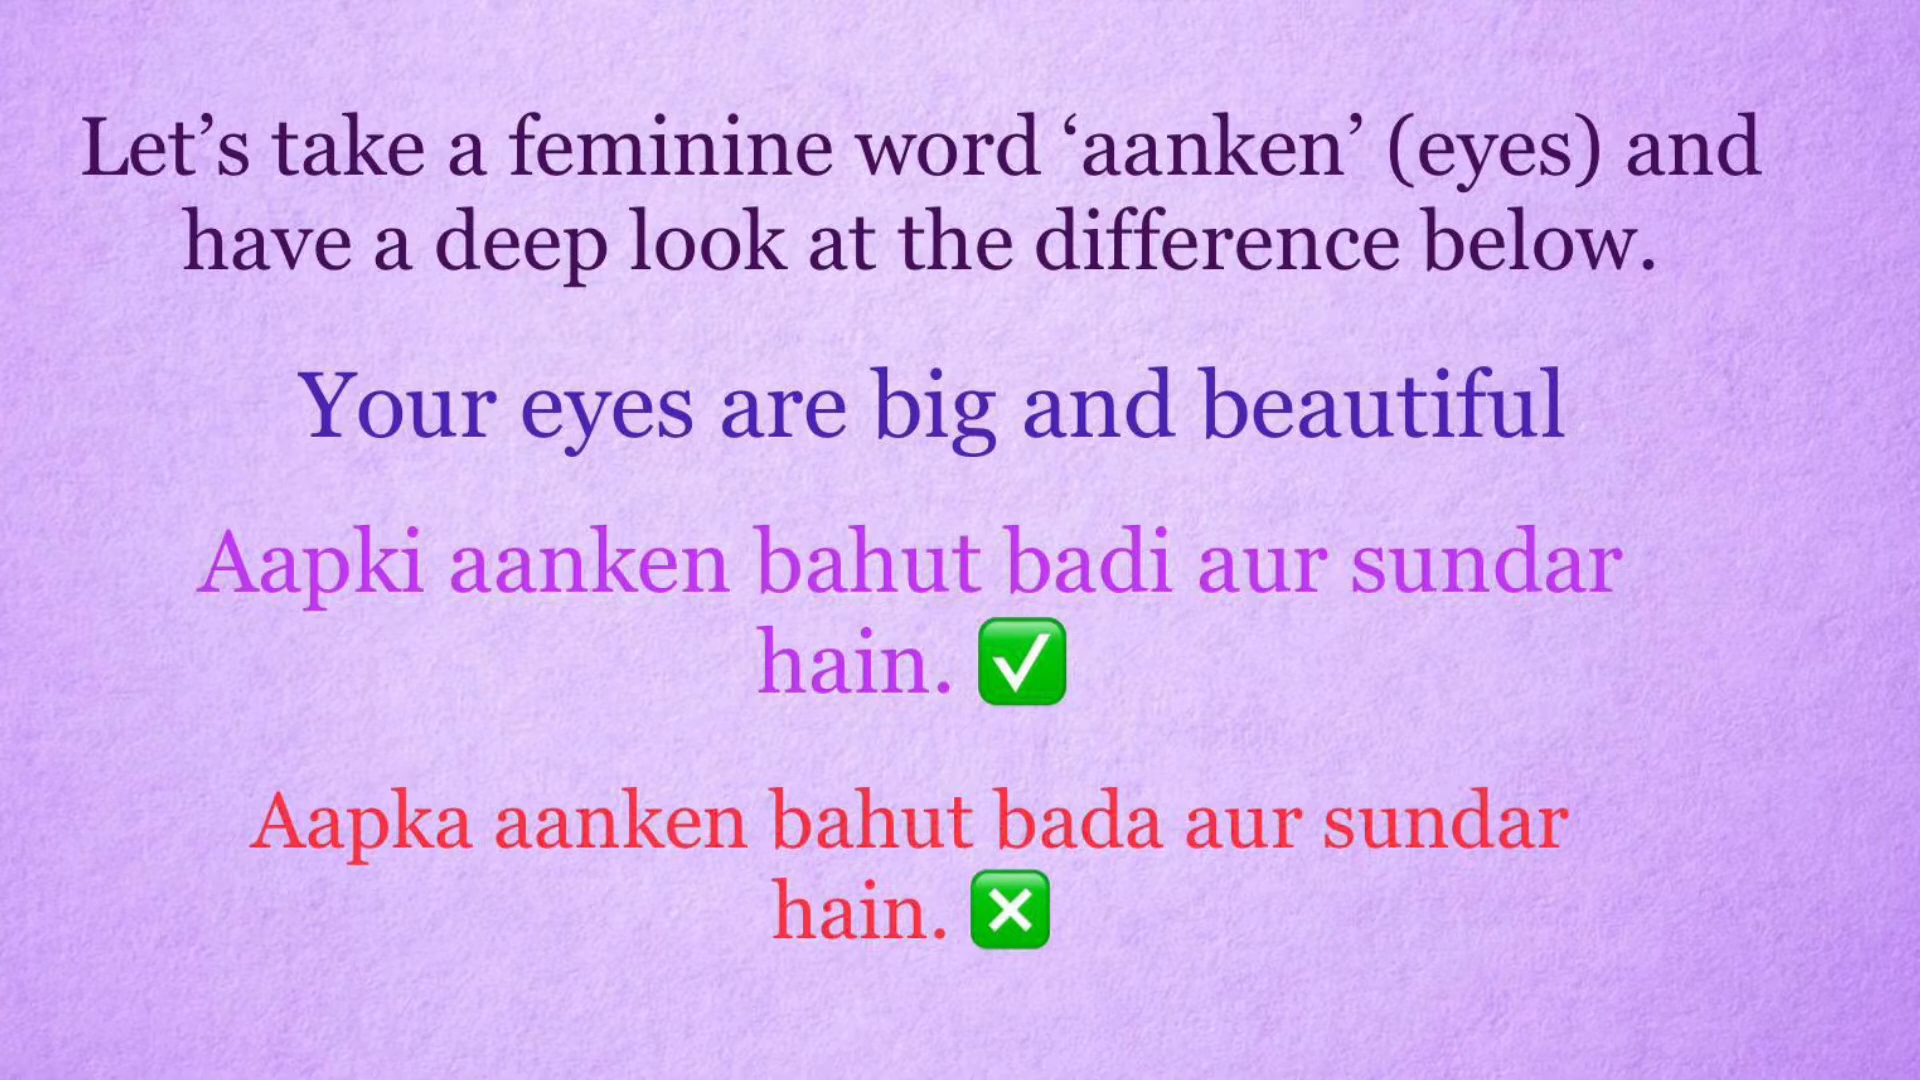 Let’s take a feminine word ‘aanken’ (eyes) and
have a deep look at the difference below.
Your eyes are big and beautiful
Aapki aanken bahut badi aur sundar
hain. ✅
Aapka aanken bahut bada aur sundar
hain. ❎